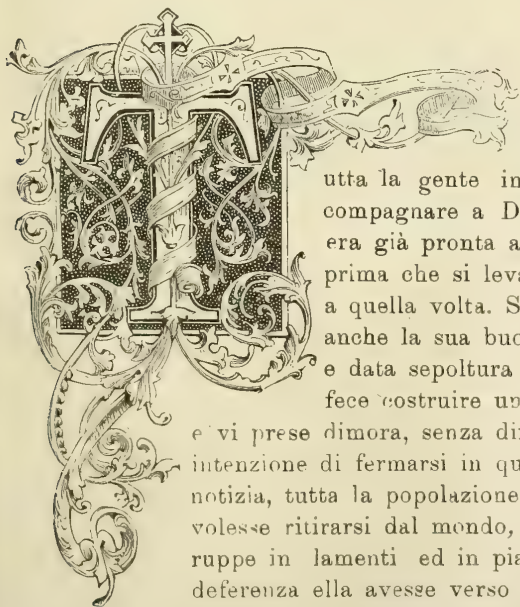 Tutta la gente in
compagnare a D
era già pronta a
prima che si leva
a quella volta. S
anche la sua buo
e data sepoltura
fece costruire un
e vi prese dimora, senza di
intenzione di fermarsi in qu
notizia, tutta la popolazione
volesse ritirarsi dal mondo,
ruppe in lamenti ed in pia
deferenza ella avesse verso